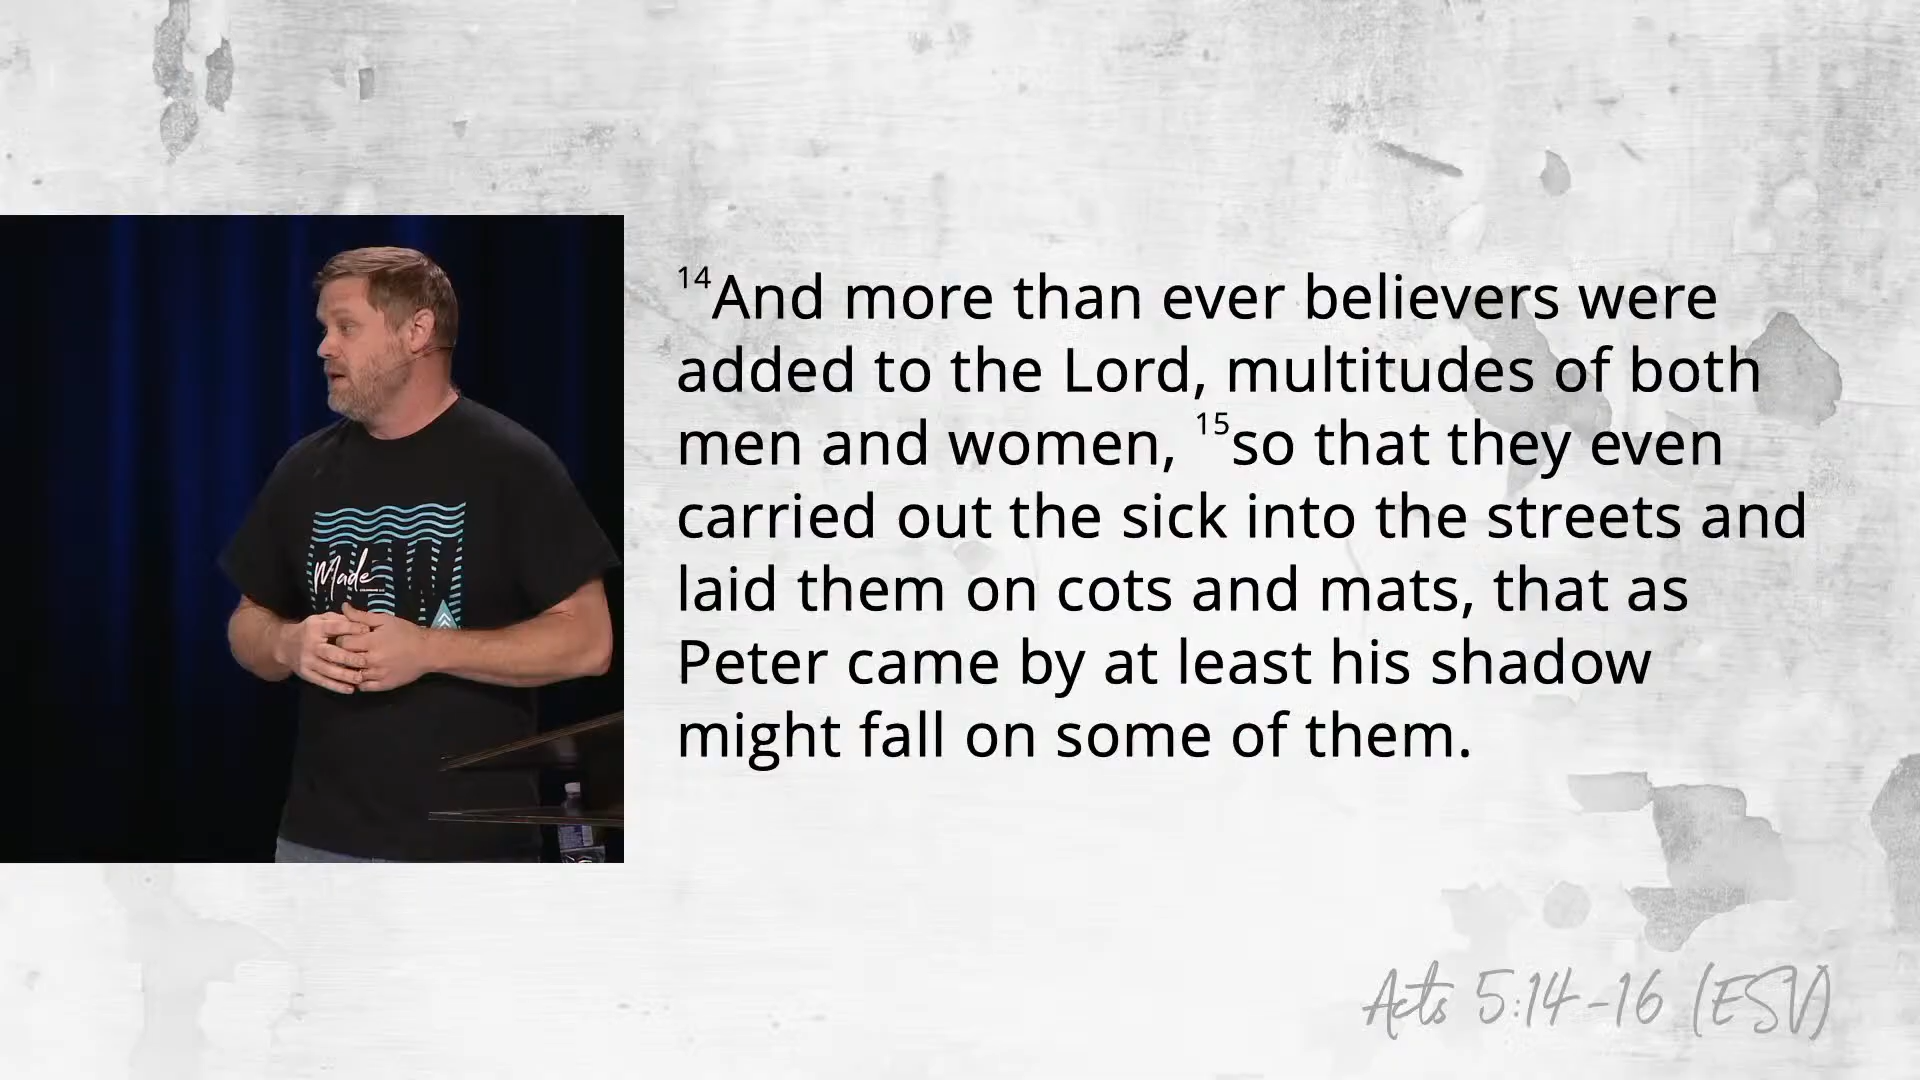 ¹⁴And more than ever believers were
added to the Lord, multitudes of both
men and women, ¹⁵so that they even
carried out the sick into the streets and
laid them on cots and mats, that as
Peter came by at least his shadow
might fall on some of them.
Made
Acts 5:14-16 (ESV)